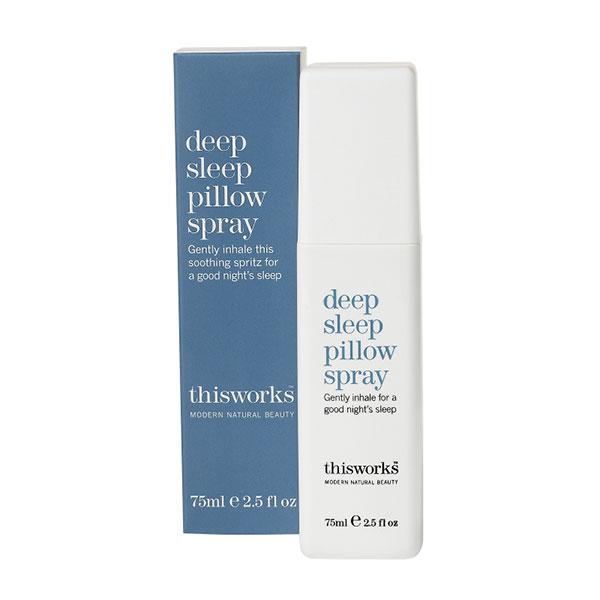 deep
sleep
pillow
spray
Gently inhale this
soothing spritz for
a good night's sleep
thisworks™
MODERN NATURAL BEAUTY
75ml ℮ 2.5 fl oz
deep
sleep
pillow
spray
Gently inhale for a
good night's sleep
thisworks™
MODERN NATURAL BEAUTY
75ml ℮ 2.5 fl oz